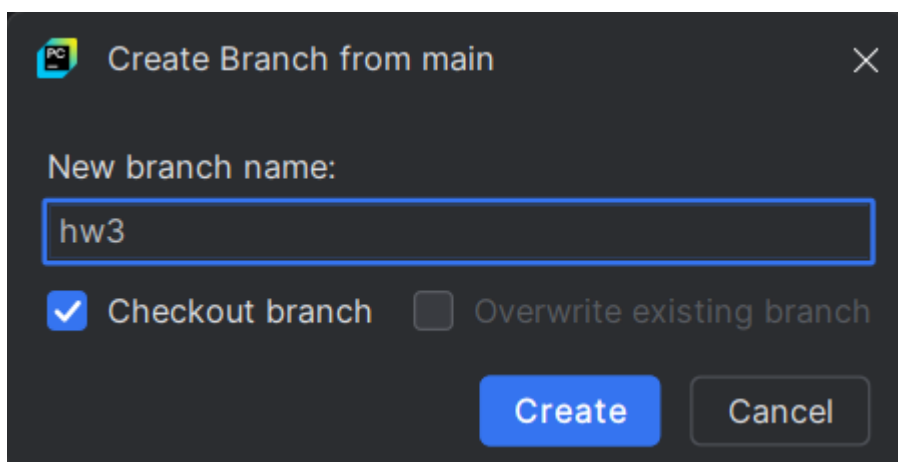 PC
Create Branch from main
New branch name:
hw3
Checkout branch Overwrite existing branch
Create Cancel